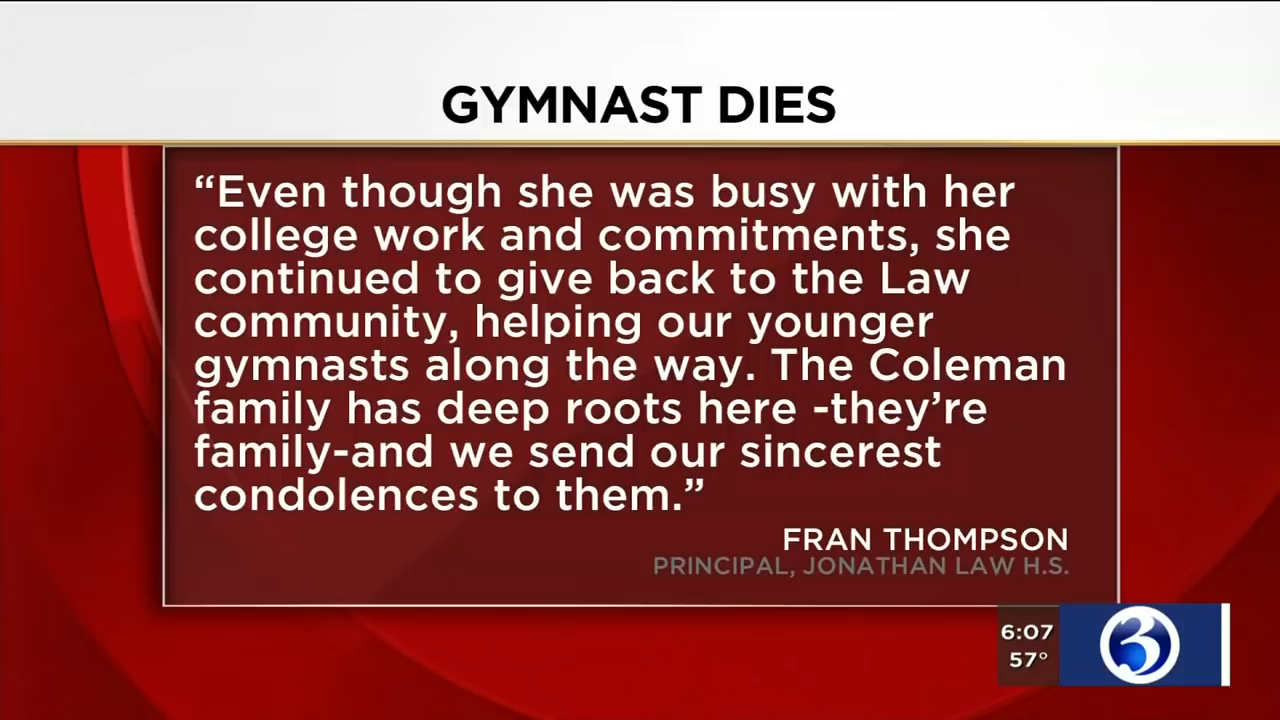 GYMNAST DIES
“Even though she was busy with her
college work and commitments, she
continued to give back to the Law
community, helping our younger
gymnasts along the way. The Coleman
family has deep roots here -they’re
family-and we send our sincerest
condolences to them.”
FRAN THOMPSON
PRINCIPAL, JONATHAN LAW H.S.
6:07
57°
3